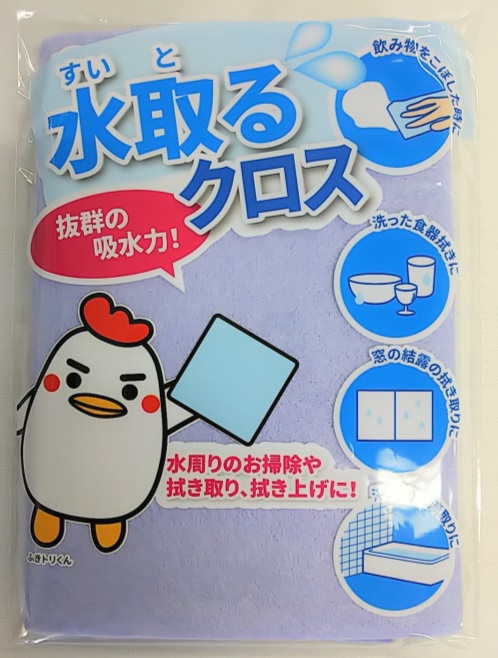 すい と
水取る
クロス
抜群の
吸水力!
飲み物をこぼした時に
洗った食器拭きに
窓の結露の拭き取りに
取りに
水周りのお掃除や
拭き取り、拭き上げに!
ふきトリくん